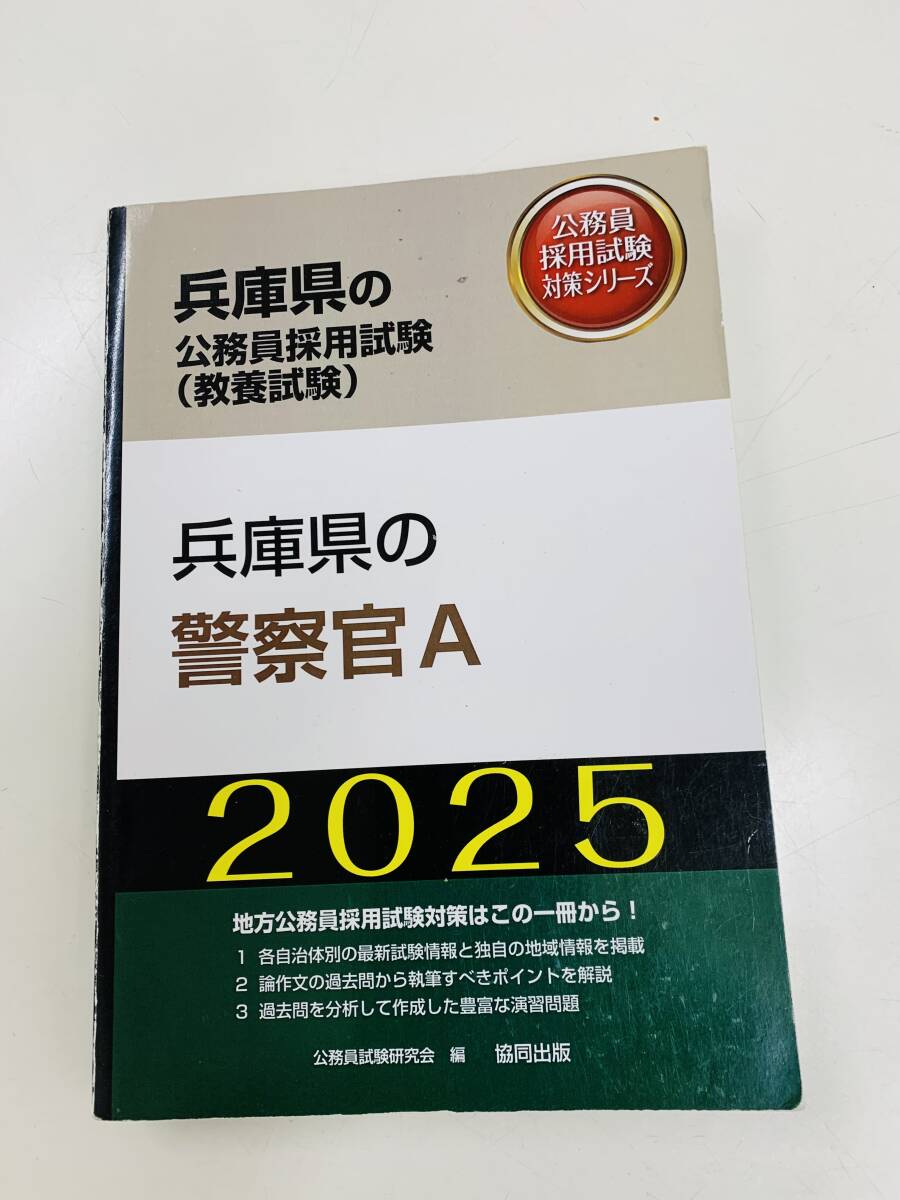 公務員
採用試験
対策シリーズ
兵庫県の
公務員採用試験
(教養試験)
兵庫県の
警察官A
2025
地方公務員採用試験対策はこの一冊から!
1 各自治体別の最新試験情報と独自の地域情報を掲載
2 論作文の過去問から執筆すべきポイントを解説
3 過去問を分析して作成した豊富な演習問題
公務員試験研究会 編 協同出版